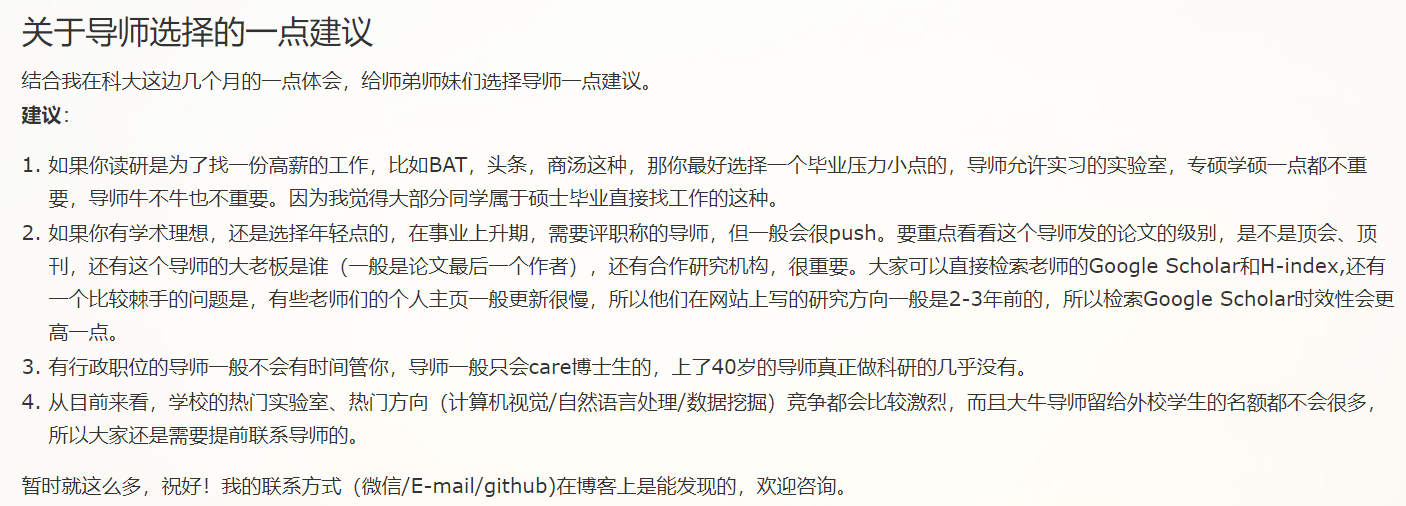 关于导师选择的一点建议
结合我在科大这边几个月的一点体会，给师弟师妹们选择导师一点建议。
建议：
1. 如果你读研是为了找一份高薪的工作，比如BAT，头条，商汤这种，那你最好选择一个毕业压力小点的，导师允许实习的实验室，专硕学硕一点都不重
要，导师牛不牛也不重要。因为我觉得大部分同学属于硕士毕业直接找工作的这种。
2. 如果你有学术理想，还是选择年轻点的，在事业上升期，需要评职称的导师，但一般会很push。要重点看看这个导师发的论文的级别，是不是顶会、顶
刊，还有这个导师的大老板是谁（一般是论文最后一个作者），还有合作研究机构，很重要。大家可以直接检索老师的Google Scholar和H-index,还有
一个比较棘手的问题是，有些老师们的个人主页一般更新很慢，所以他们在网站上写的研究方向一般是2-3年前的，所以检索Google Scholar时效性会更
高一点。
3. 有行政职位的导师一般不会有时间管你，导师一般只会care博士生的，上了40岁的导师真正做科研的几乎没有。
4. 从目前来看，学校的热门实验室、热门方向（计算机视觉/自然语言处理/数据挖掘）竞争都会比较激烈，而且大牛导师留给外校学生的名额都不会很多，
所以大家还是需要提前联系导师的。
暂时就这么多，祝好！我的联系方式（微信/E-mail/github)在博客上是能发现的，欢迎咨询。